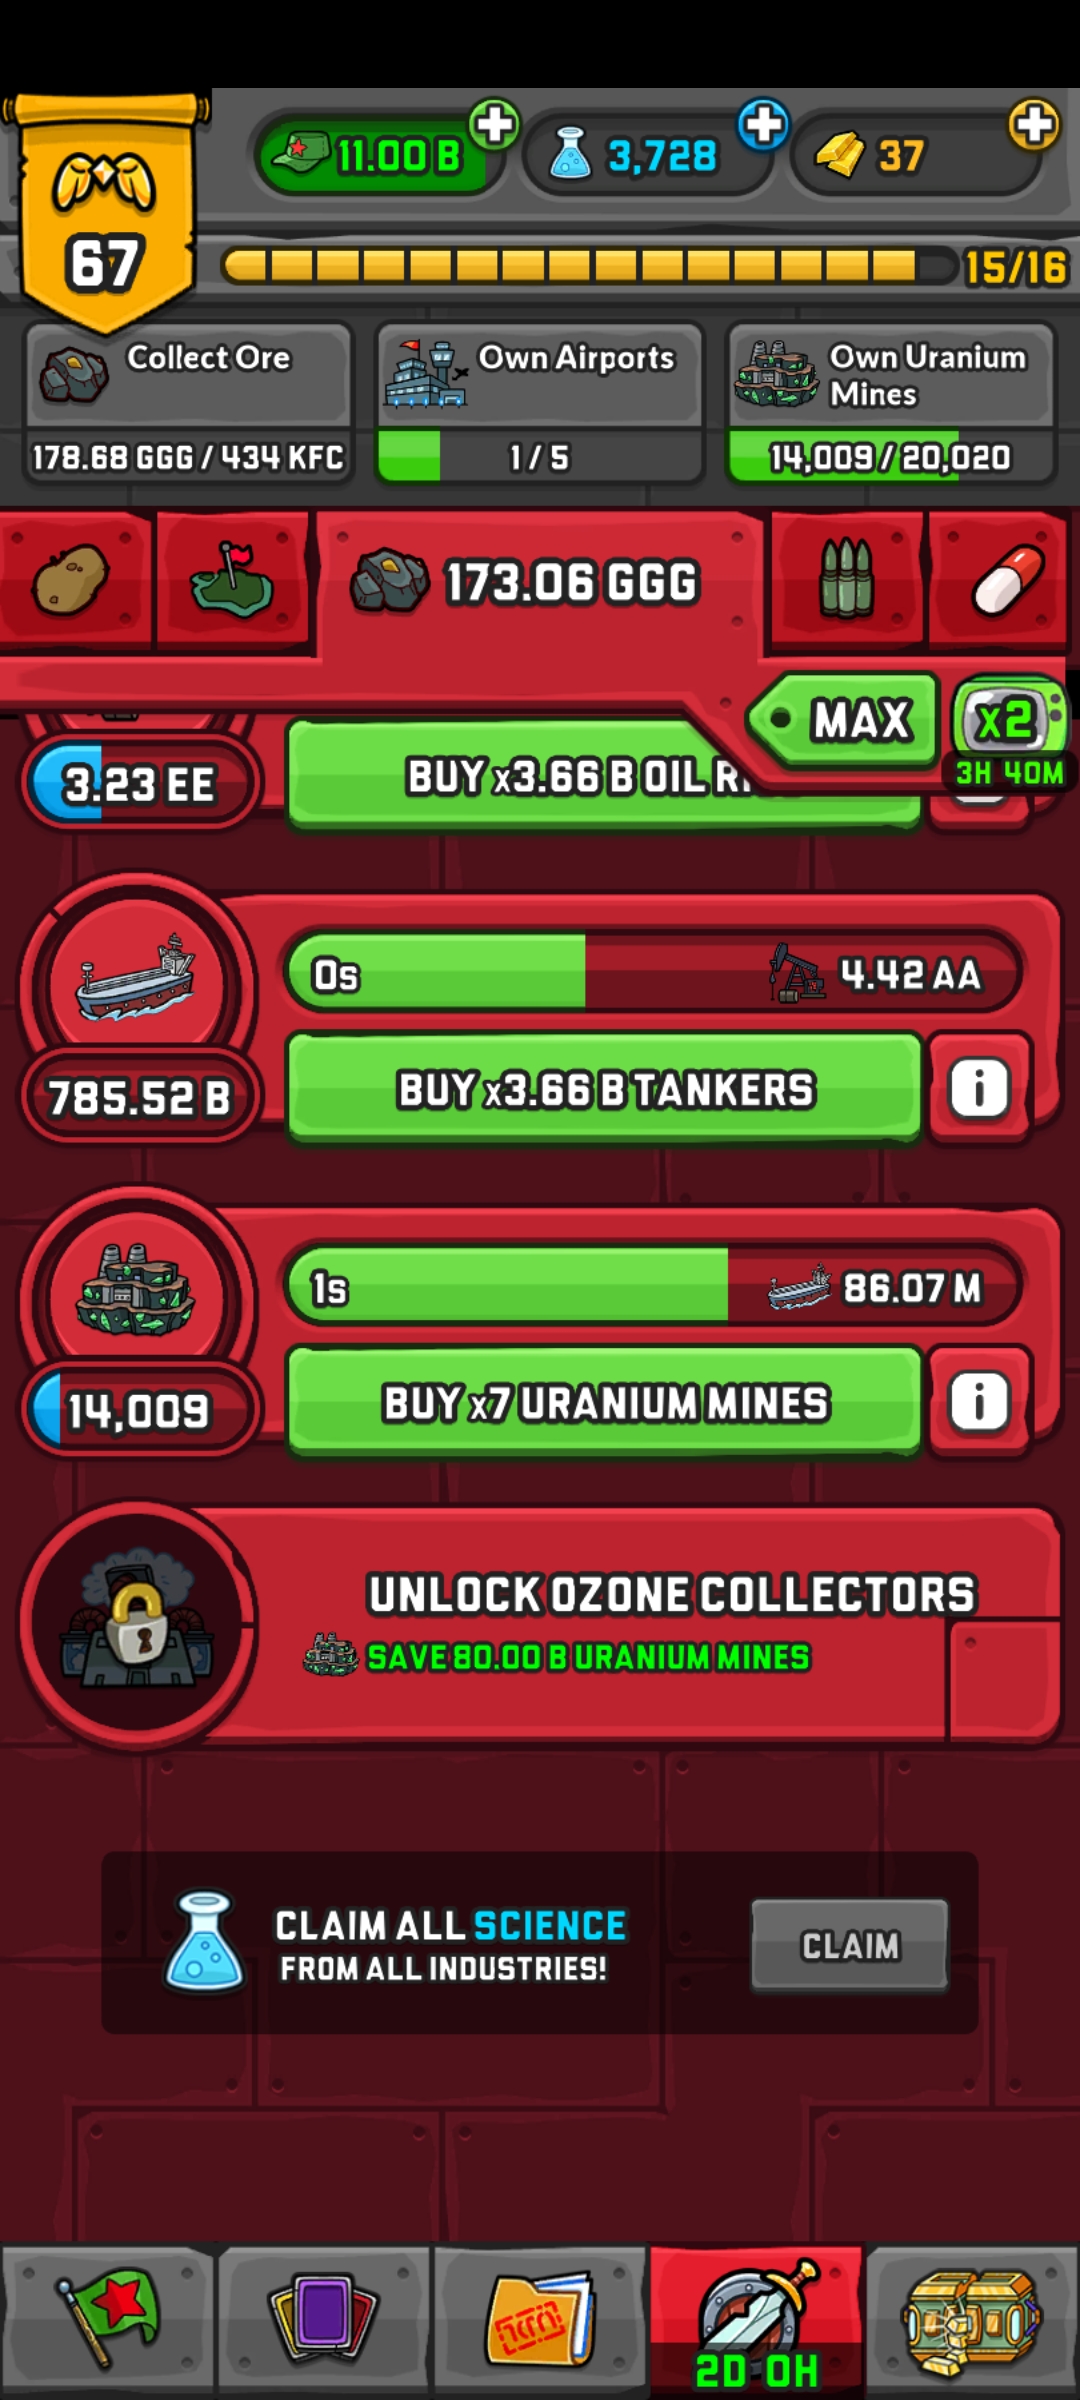 11.00 B
3,728
37
67
15/16
Collect Ore
178.68 GGG / 434 KFC
Own Airports
1 / 5
Own Uranium
Mines
14,009 / 20,020
173.06 GGG
MAX
x2
3H 40M
3.23 EE
BUY x3.66 B OIL
0s
4.42 AA
785.52 B
BUY x3.66 B TANKERS
i
1s
86.07 M
14,009
BUY x7 URANIUM MINES
i
UNLOCK OZONE COLLECTORS
SAVE 80.00 B URANIUM MINES
CLAIM ALL SCIENCE
FROM ALL INDUSTRIES!
CLAIM
2D 0H